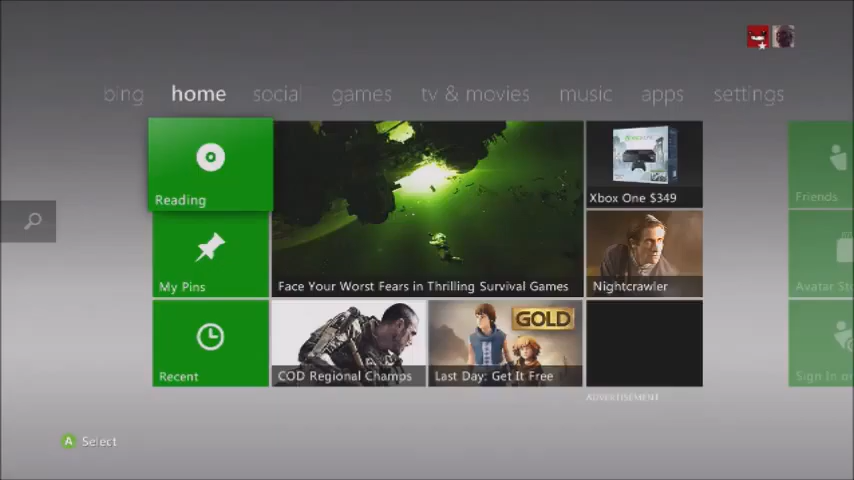 bing home social games tv & movies music apps settings
Reading
Xbox One $349
Friends
My Pins
Face Your Worst Fears in Thrilling Survival Games
Nightcrawler
Avatar
Recent
COD Regional Champs
GOLD
Last Day: Get It Free
Sign In
ADVERTISEMENT
A Select